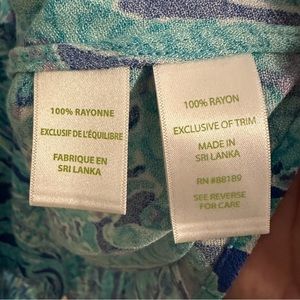 100% RAYONNE
EXCLUSIF DE L'ÉQUILIBRE
FABRIQUE EN
SRI LANKA
100% RAYON
EXCLUSIVE OF TRIM
MADE IN
SRI LANKA
RN #88189
SEE REVERSE
FOR CARE